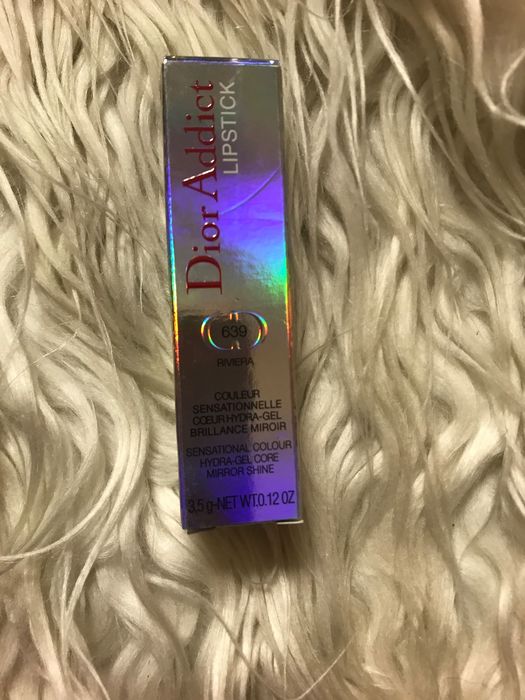 Dior Addict
LIPSTICK
639
RIVIERA
COULEUR
SENSATIONNELLE
CŒUR HYDRA-GEL
BRILLANCE MIROIR
SENSATIONAL COLOUR
HYDRA-GEL CORE
MIRROR SHINE
3,5 g-NET WT.0.12 OZ